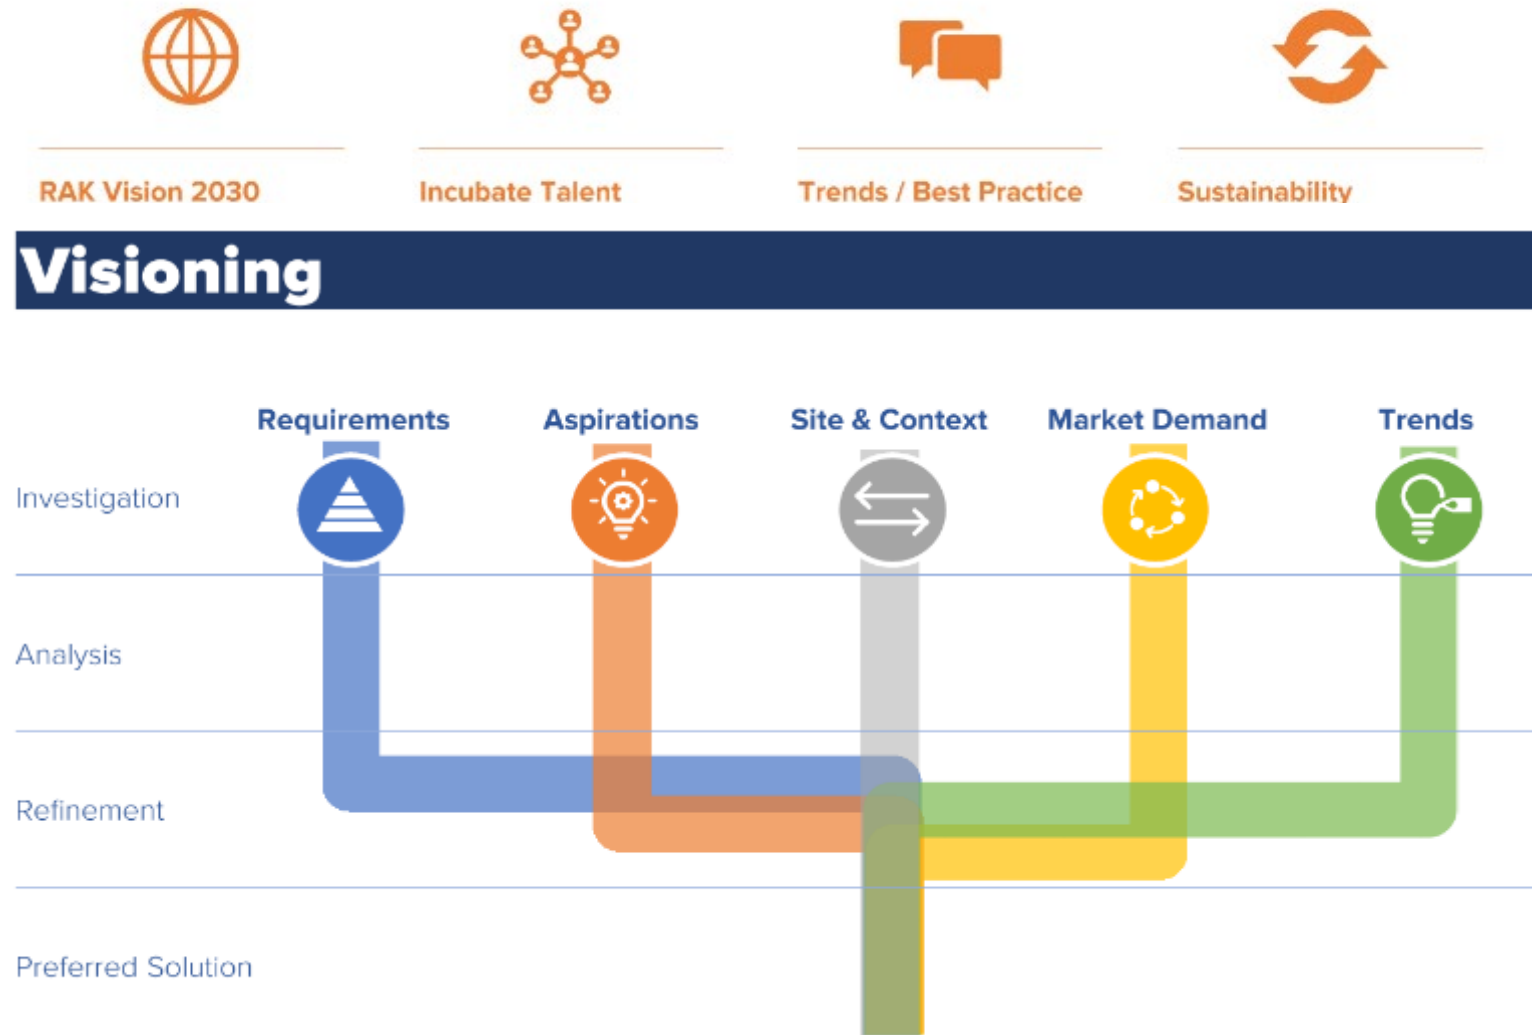 RAK Vision 2030
Incubate Talent
Trends / Best Practice
Sustainability
Visioning
Requirements
Aspirations
Site & Context
Market Demand
Trends
Investigation
Analysis
Refinement
Preferred Solution